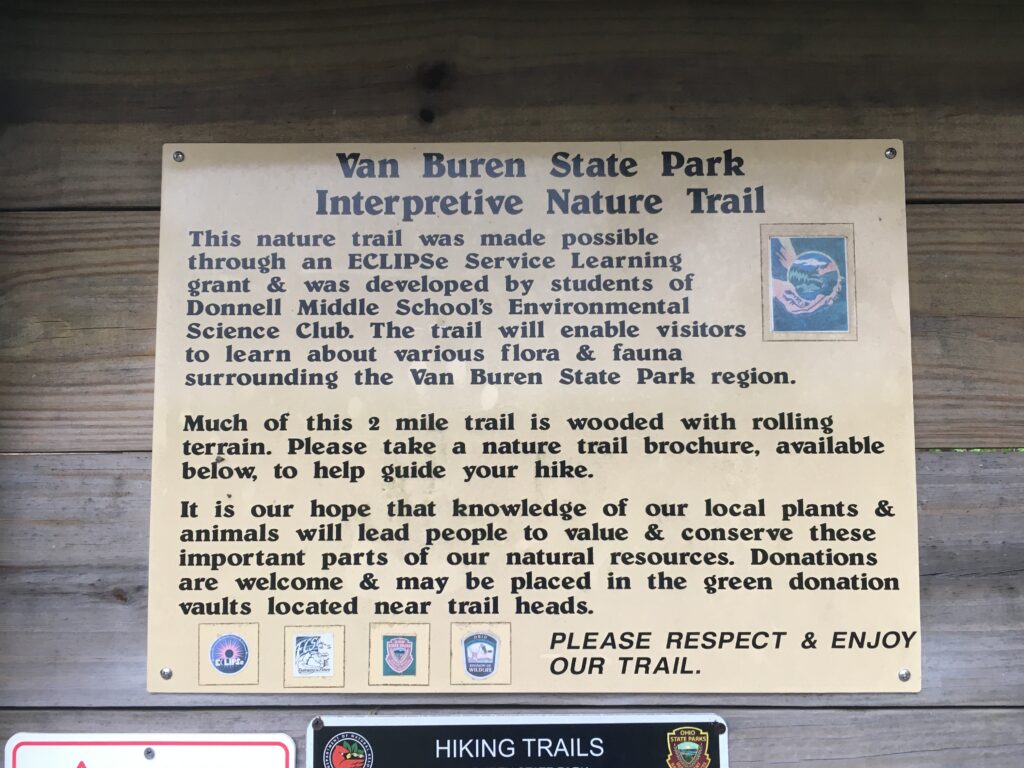 Van Buren State Park
Interpretive Nature Trail
This nature trail was made possible
through an ECLIPSe Service Learning
grant & was developed by students of
Donnell Middle School's Environmental
Science Club. The trail will enable visitors
to learn about various flora & fauna
surrounding the Van Buren State Park region.
Much of this 2 mile trail is wooded with rolling
terrain. Please take a nature trail brochure, available
below, to help guide your hike.
It is our hope that knowledge of our local plants &
animals will lead people to value & conserve these
important parts of our natural resources. Donations
are welcome & may be placed in the green donation
vaults located near trail heads.
ECLIPSe
OHIO
DIVISION OF
WILDLIFE
PLEASE RESPECT & ENJOY
OUR TRAIL.
HIKING TRAILS
OHIO
STATE PARKS